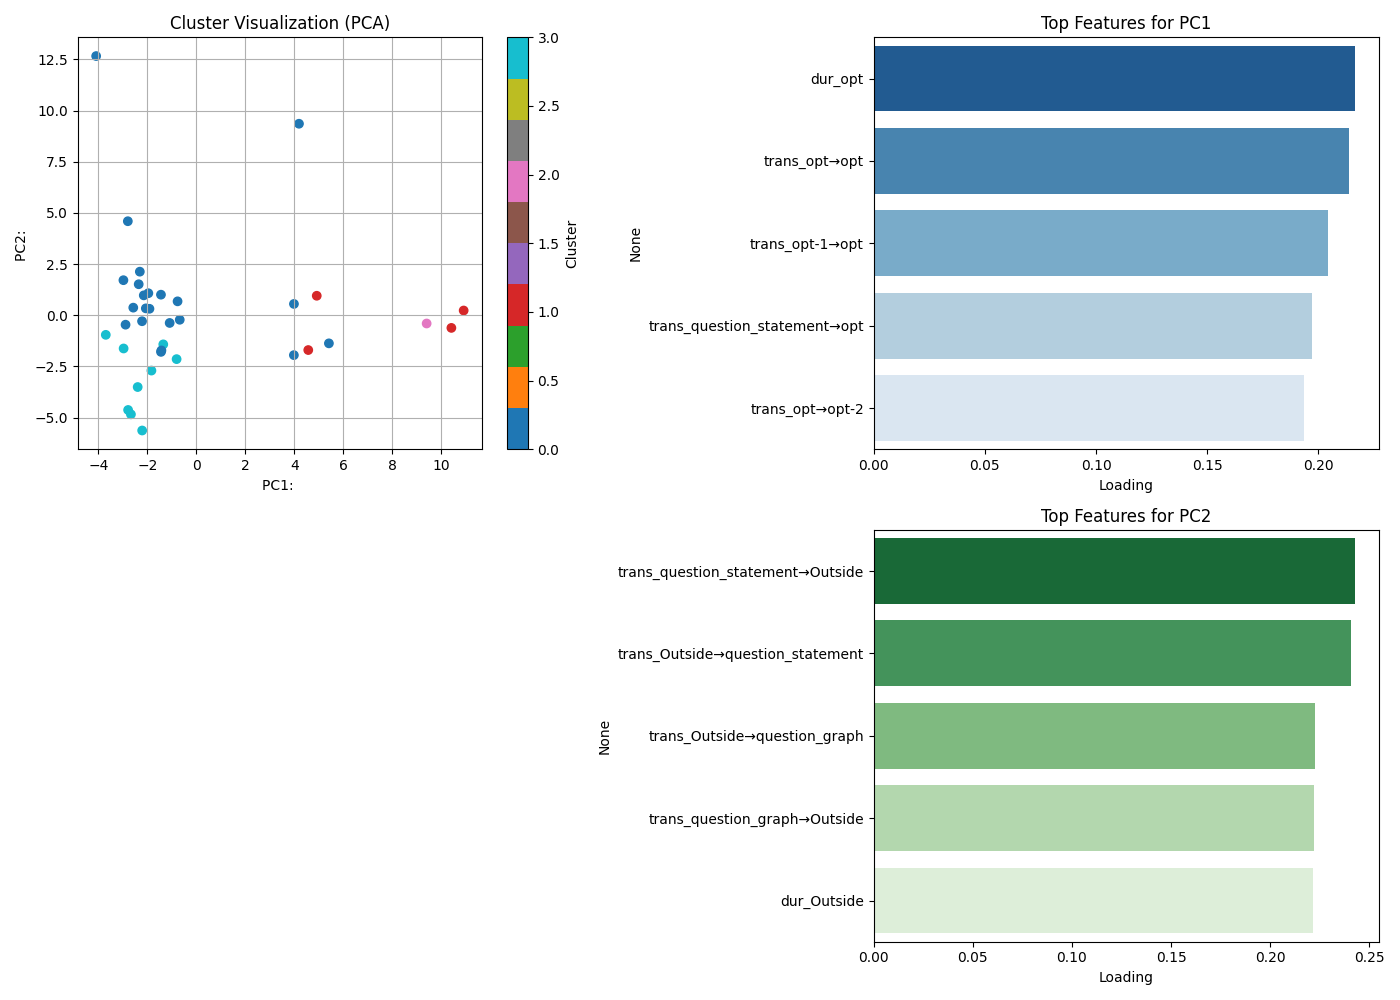 Cluster Visualization (PCA)
12.5
10.0
7.5
5.0
2.5
0.0
−2.5
−5.0
PC2:
−4
−2
0
2
4
6
8
10
PC1:
3.0
2.5
2.0
1.5
1.0
0.5
0.0
Cluster
Top Features for PC1
None
dur_opt
trans_opt→opt
trans_opt-1→opt
trans_question_statement→opt
trans_opt→opt-2
0.00
0.05
0.10
0.15
0.20
Loading
Top Features for PC2
None
trans_question_statement→Outside
trans_Outside→question_statement
trans_Outside→question_graph
trans_question_graph→Outside
dur_Outside
0.00
0.05
0.10
0.15
0.20
0.25
Loading